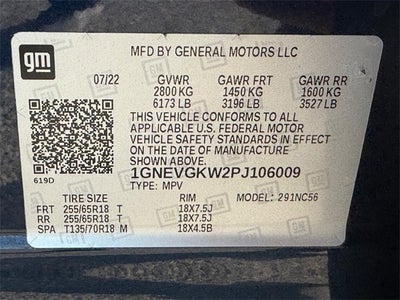 gm
MFD BY GENERAL MOTORS LLC
07/22 GVWR GAWR FRT GAWR RR
2800 KG 1450 KG 1600 KG
6173 LB 3196 LB 3527 LB
THIS VEHICLE CONFORMS TO ALL
APPLICABLE U.S. FEDERAL MOTOR
VEHICLE SAFETY STANDARDS IN EFFECT
ON THE DATE OF MANUFACTURE
SHOWN ABOVE.
619D
1GNEVGKW2PJ106009
TYPE: MPV
TIRE SIZE RIM MODEL: 291NC56
FRT 255/65R18 T 18X7.5J
RR 255/65R18 T 18X7.5J
SPA T135/70R18 M 18X4.5B